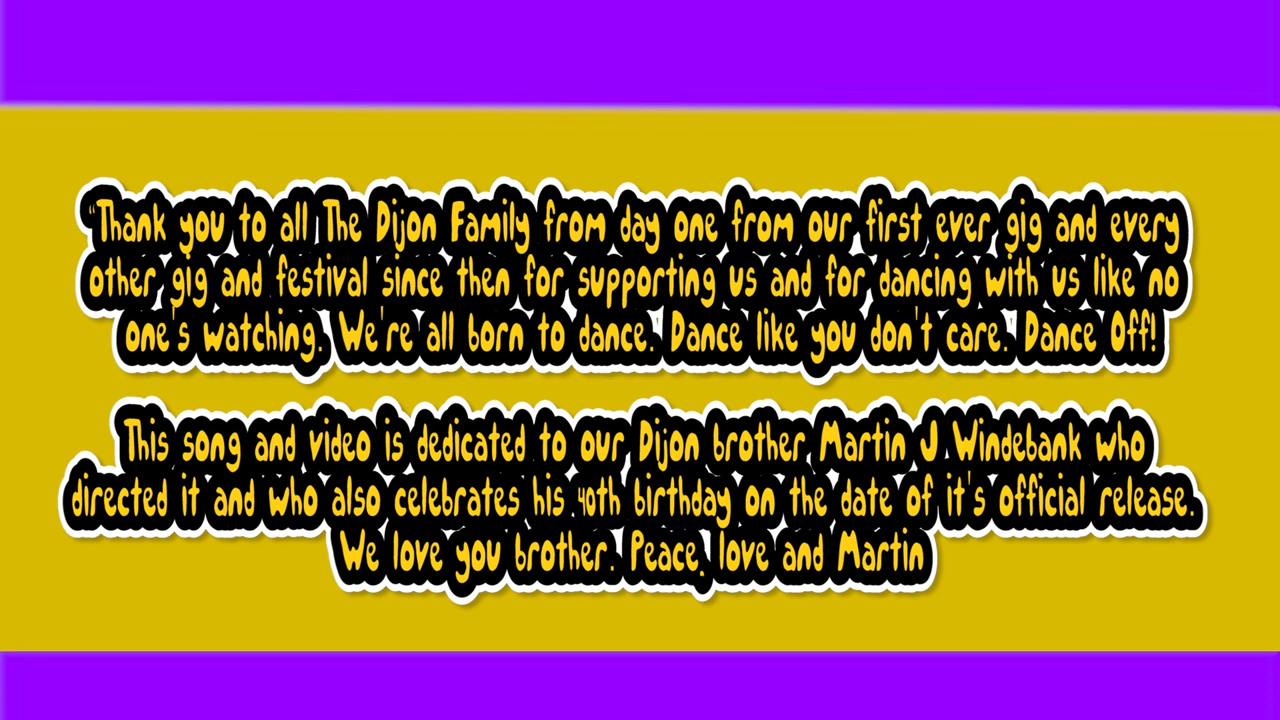 “Thank you to all The Dijon Family from day one from our first ever gig and every
other gig and festival since then for supporting us and for dancing with us like no
one's watching. We're all born to dance. Dance like you don't care. Dance Off!
This song and video is dedicated to our Dijon brother Martin J Windebank who
directed it and who also celebrates his 40th birthday on the date of it's official release.
We love you brother. Peace, love and Martin